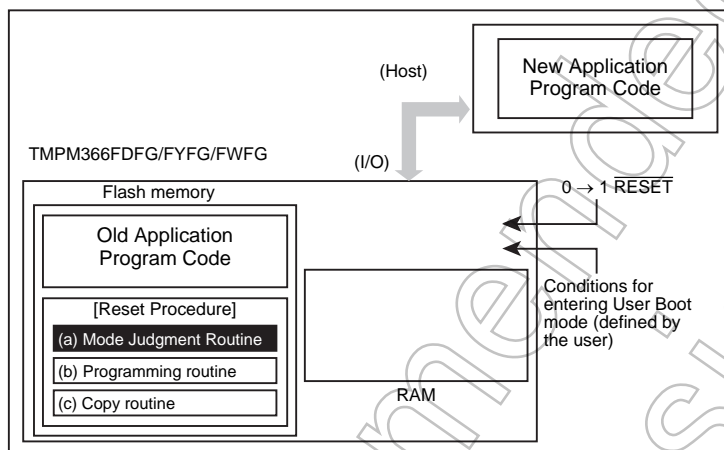 (Host)
New Application
Program Code
TMPM366FDFG/FYFG/FWFG
(I/O)
Flash memory
0 → 1 RESET
Old Application
Program Code
[Reset Procedure]
(a) Mode Judgment Routine
(b) Programming routine
(c) Copy routine
RAM
Conditions for
entering User Boot
mode (defined by
the user)